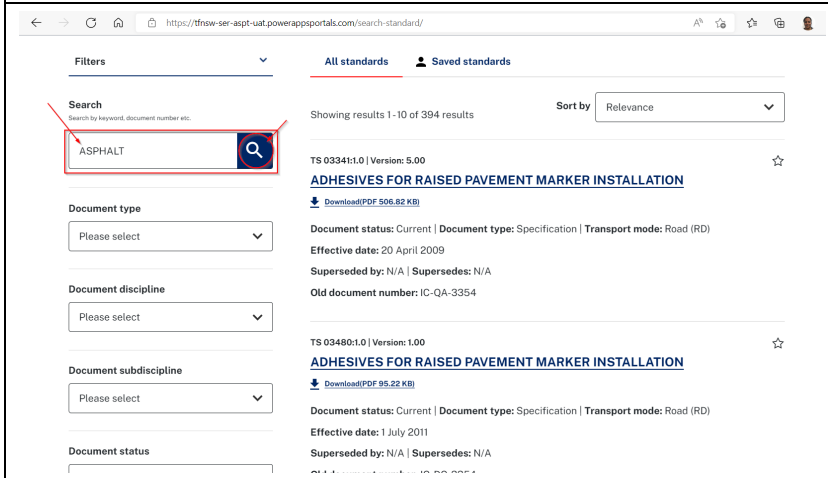 https://tfnsw-ser-aspt-uat.powerappsportals.com/search-standard/
Filters
All standards
Saved standards
Search
Search by keyword, document number etc.
ASPHALT
Showing results 1-10 of 394 results
Sort by
Relevance
TS 03341:1.0 | Version: 5.00
ADHESIVES FOR RAISED PAVEMENT MARKER INSTALLATION
Download(PDF 506.82 KB)
Document status: Current | Document type: Specification | Transport mode: Road (RD)
Effective date: 20 April 2009
Superseded by: N/A | Supersedes: N/A
Old document number: IC-QA-3354
Document type
Please select
Document discipline
Please select
TS 03480:1.0 | Version: 1.00
ADHESIVES FOR RAISED PAVEMENT MARKER INSTALLATION
Download(PDF 95.22 KB)
Document status: Current | Document type: Specification | Transport mode: Road (RD)
Effective date: 1 July 2011
Superseded by: N/A | Supersedes: N/A
Document subdiscipline
Please select
Document status